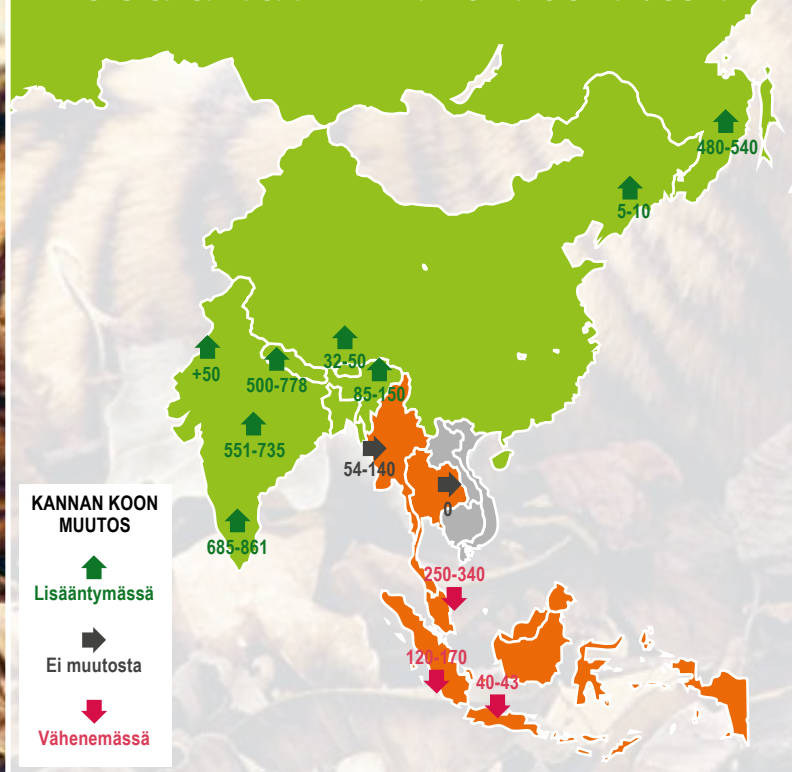 480-540
5-10
+50
500-778
32-50
85-150
551-735
54-140
0
685-861
250-340
120-170
40-43
KANNAN KOON
MUUTOS
Lisääntymässä
Ei muutosta
Vähenemässä